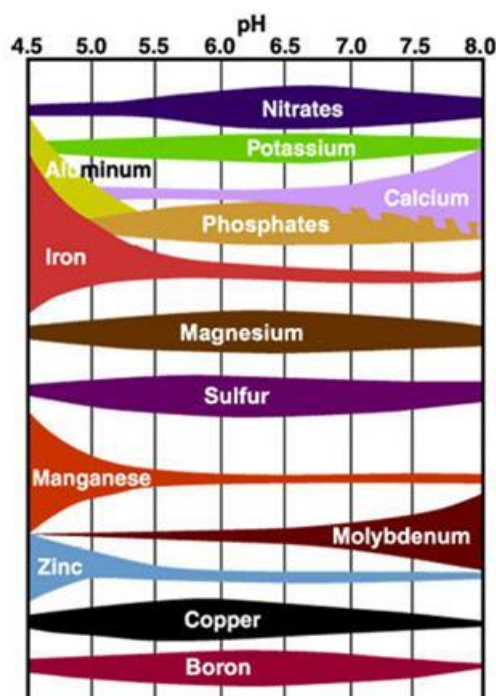 pH
4.5 5.0 5.5 6.0 6.5 7.0 7.5 8.0
Nitrates
Potassium
Aluminum
Calcium
Phosphates
Iron
Magnesium
Sulfur
Manganese
Molybdenum
Zinc
Copper
Boron